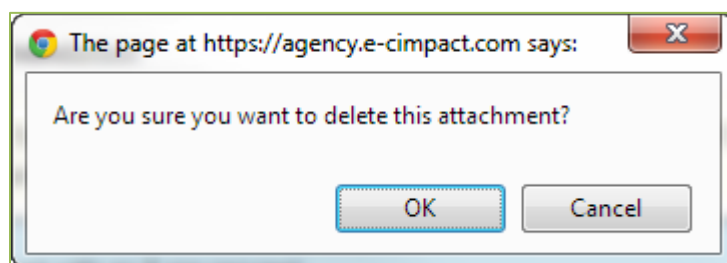 The page at https://agency.e-cimpact.com says:
Are you sure you want to delete this attachment?
OK
Cancel